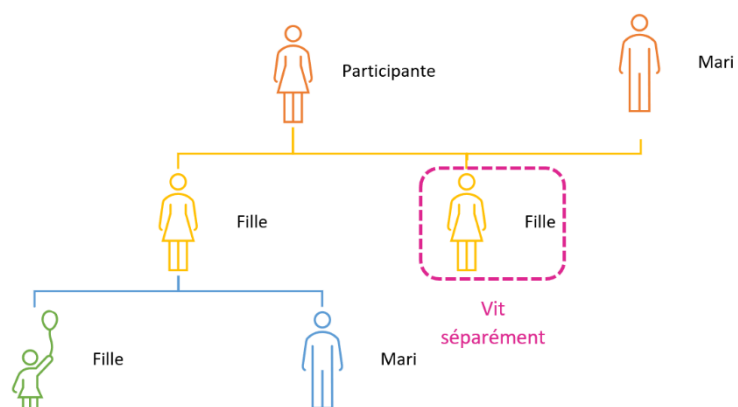 Participante
Mari
Fille
Fille
Vit
séparément
Fille
Mari